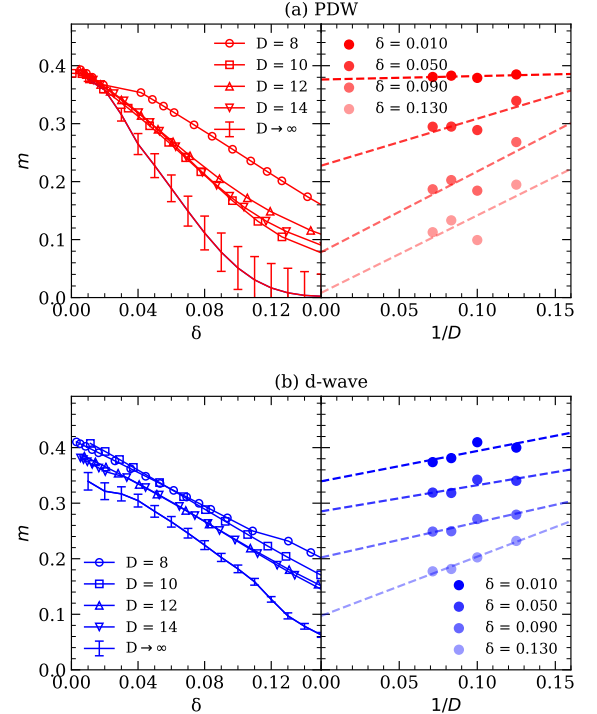 (a) PDW
0.4
0.3
0.2
0.1
0.0
m
D = 8
D = 10
D = 12
D = 14
D→∞
0.00
0.04
0.08
0.12
δ
δ = 0.010
δ = 0.050
δ = 0.090
δ = 0.130
0.00
0.05
0.10
0.15
1/D
(b) d-wave
0.4
0.3
0.2
0.1
0.0
m
D = 8
D = 10
D = 12
D = 14
D→∞
0.00
0.04
0.08
0.12
δ
δ = 0.010
δ = 0.050
δ = 0.090
δ = 0.130
0.00
0.05
0.10
0.15
1/D